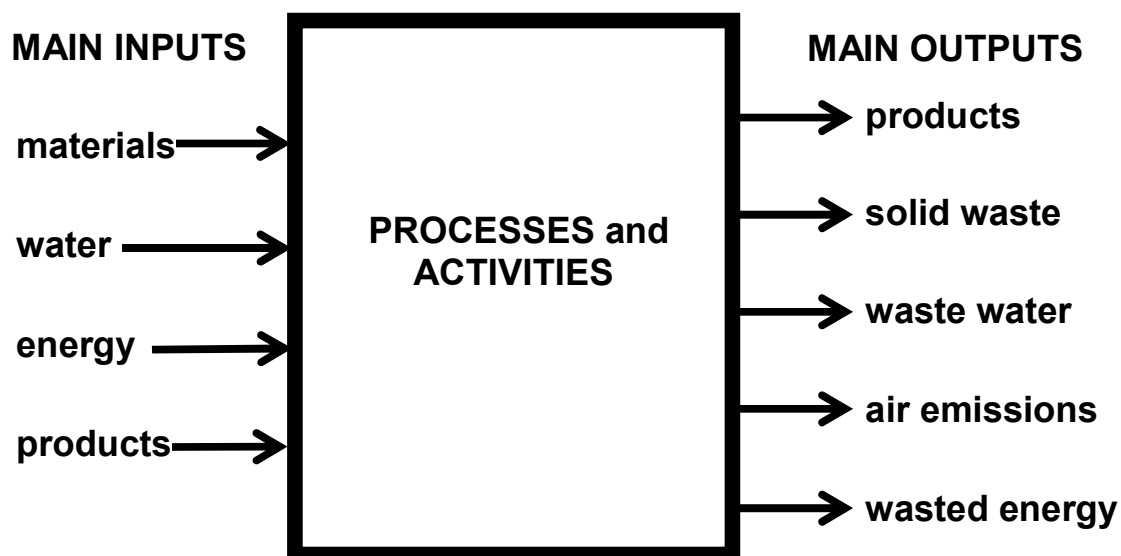 MAIN INPUTS
materials
water
energy
products
PROCESSES and
ACTIVITIES
MAIN OUTPUTS
products
solid waste
waste water
air emissions
wasted energy